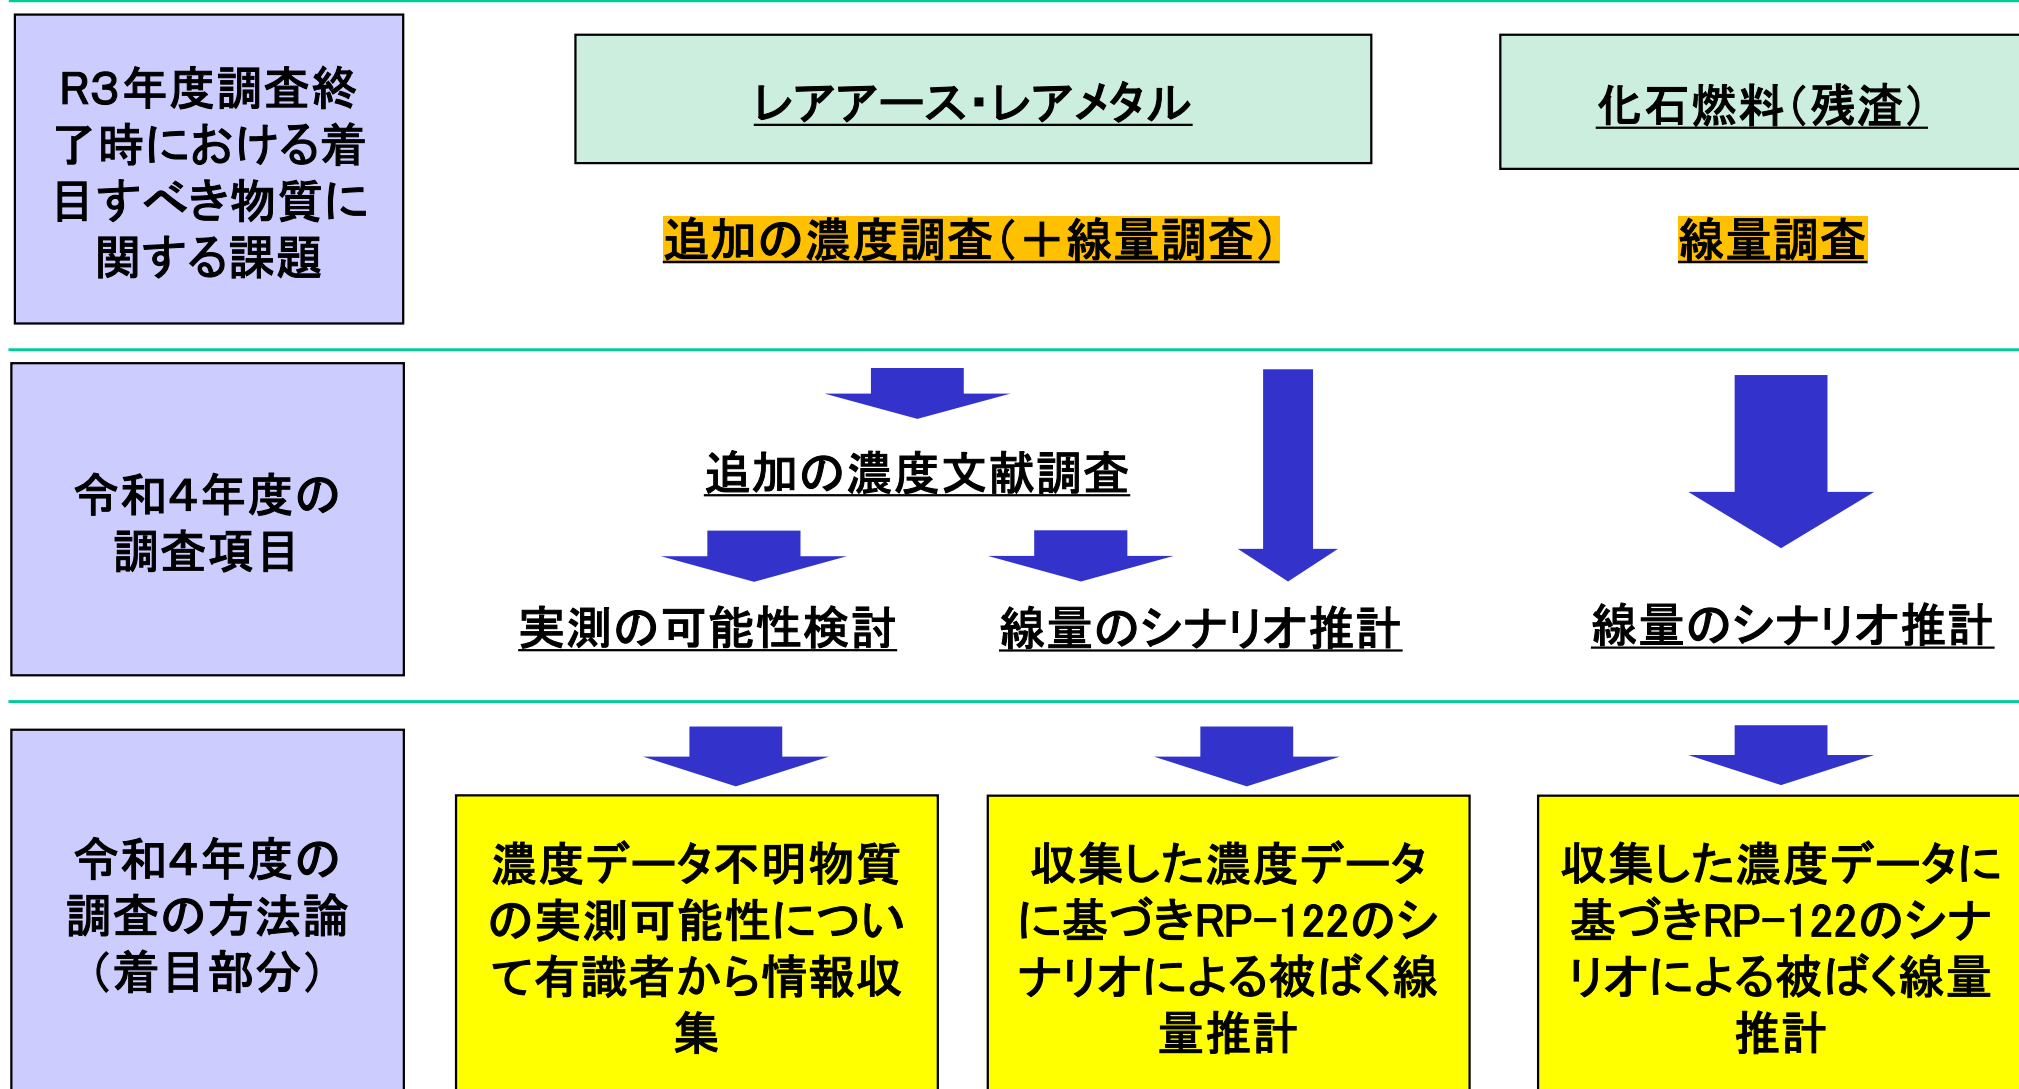 R3年度調査終
了時における着
目すべき物質に
関する課題
レアアース・レアメタル
化石燃料（残渣）
追加の濃度調査（＋線量調査）
線量調査
令和4年度の
調査項目
追加の濃度文献調査
実測の可能性検討
線量のシナリオ推計
線量のシナリオ推計
令和4年度の
調査の方法論
（着目部分）
濃度データ不明物質
の実測可能性につい
て有識者から情報収
集
収集した濃度データ
に基づきRP-122のシ
ナリオによる被ばく線
量推計
収集した濃度データに
基づきRP-122のシナ
リオによる被ばく線量
推計